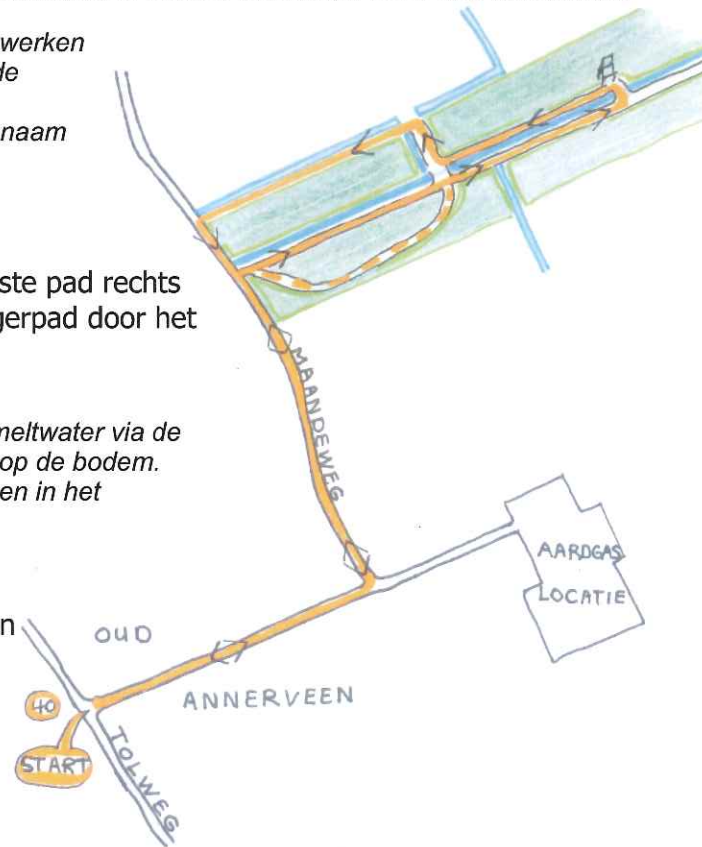 werken
de
naam
ste pad rechts
gerpad door het
meltwater via de
op de bodem.
en in het
MAANDEWEG
AARDGAS
LOCATIE
n
OUD
ANNERVEEN
40
START
TOLWEG